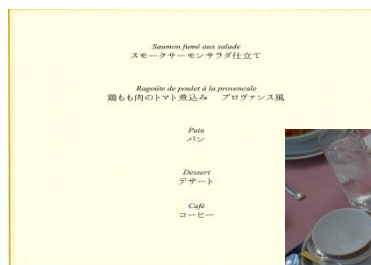 Saumon fumé aux salade
スモークサーモンサラダ仕立て
Ragoûte de poulet à la provencale
鶏もも肉のトマト煮込み　プロヴァンス風
Pain
パン
Dessert
デザート
Café
コーヒー